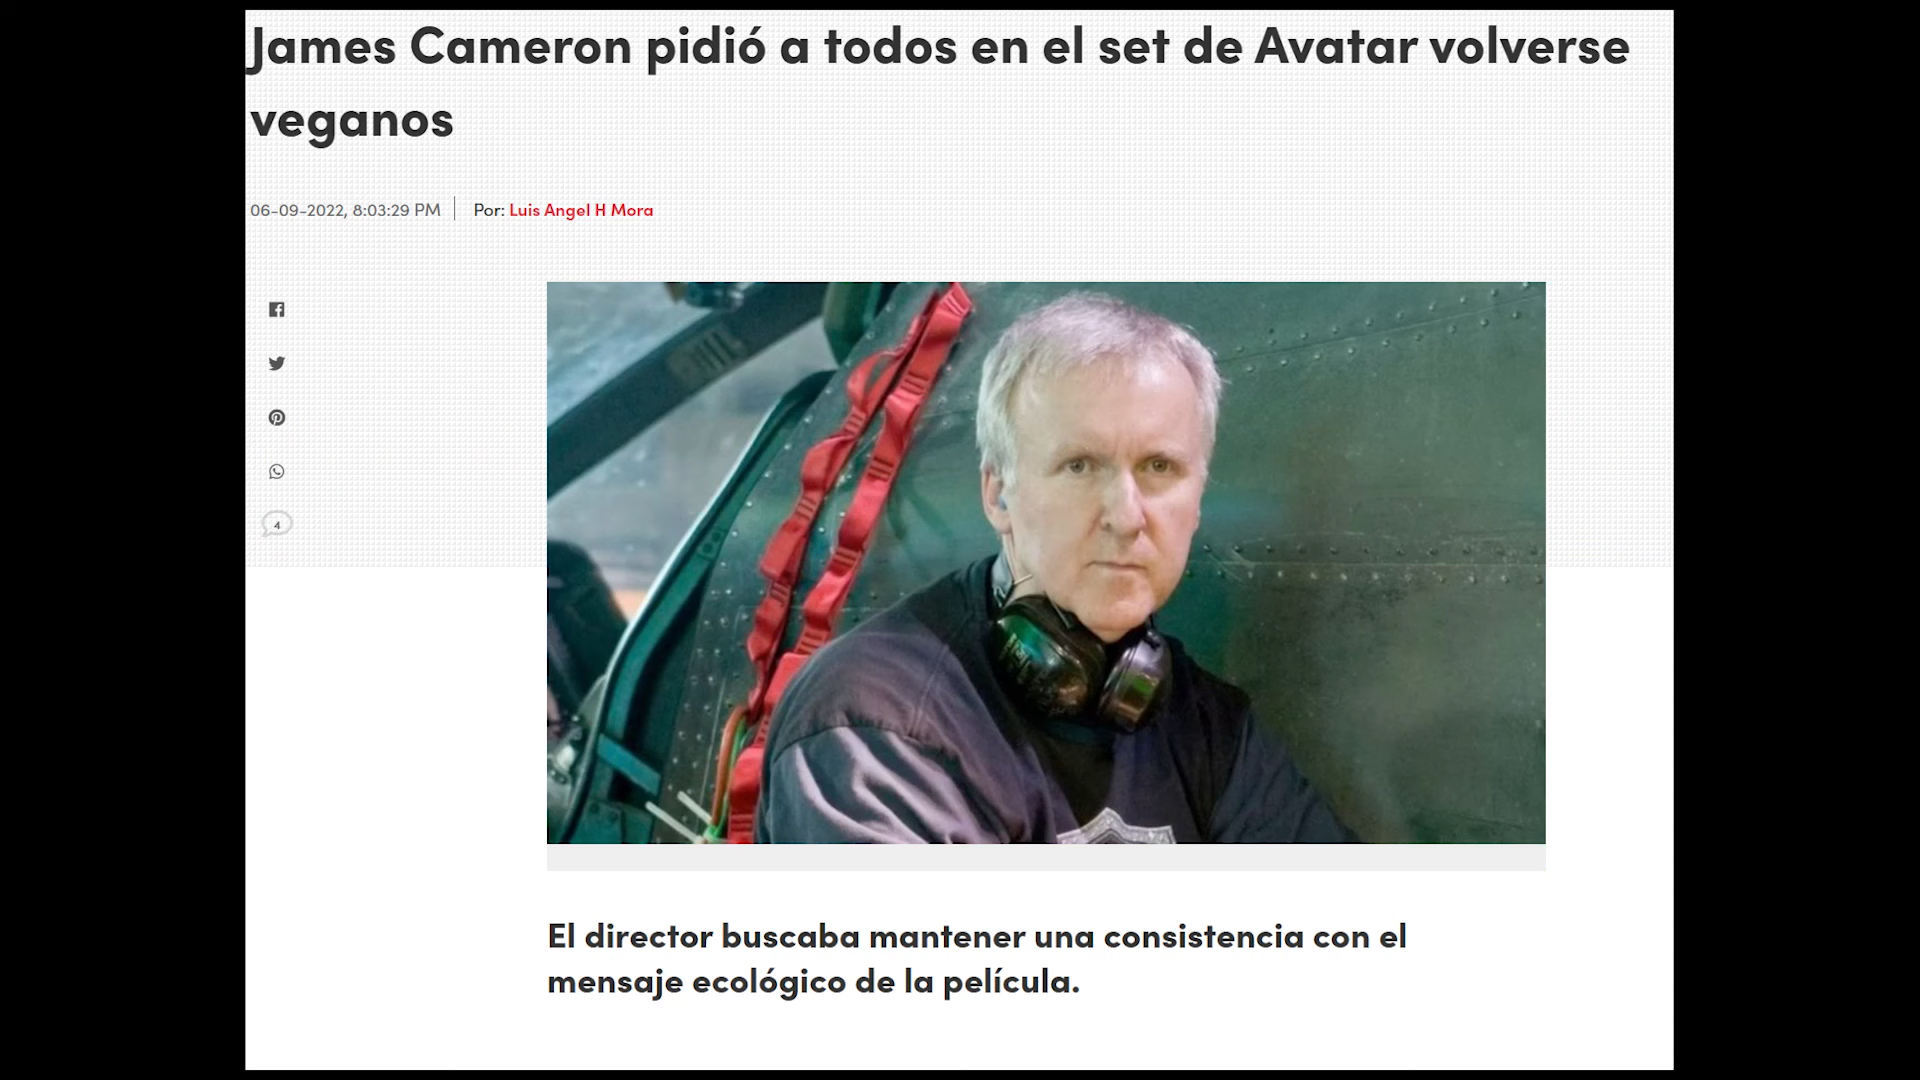 James Cameron pidió a todos en el set de Avatar volverse
veganos
06-09-2022, 8:03:29 PM
Por: Luis Angel H Mora
4
El director buscaba mantener una consistencia con el
mensaje ecológico de la película.